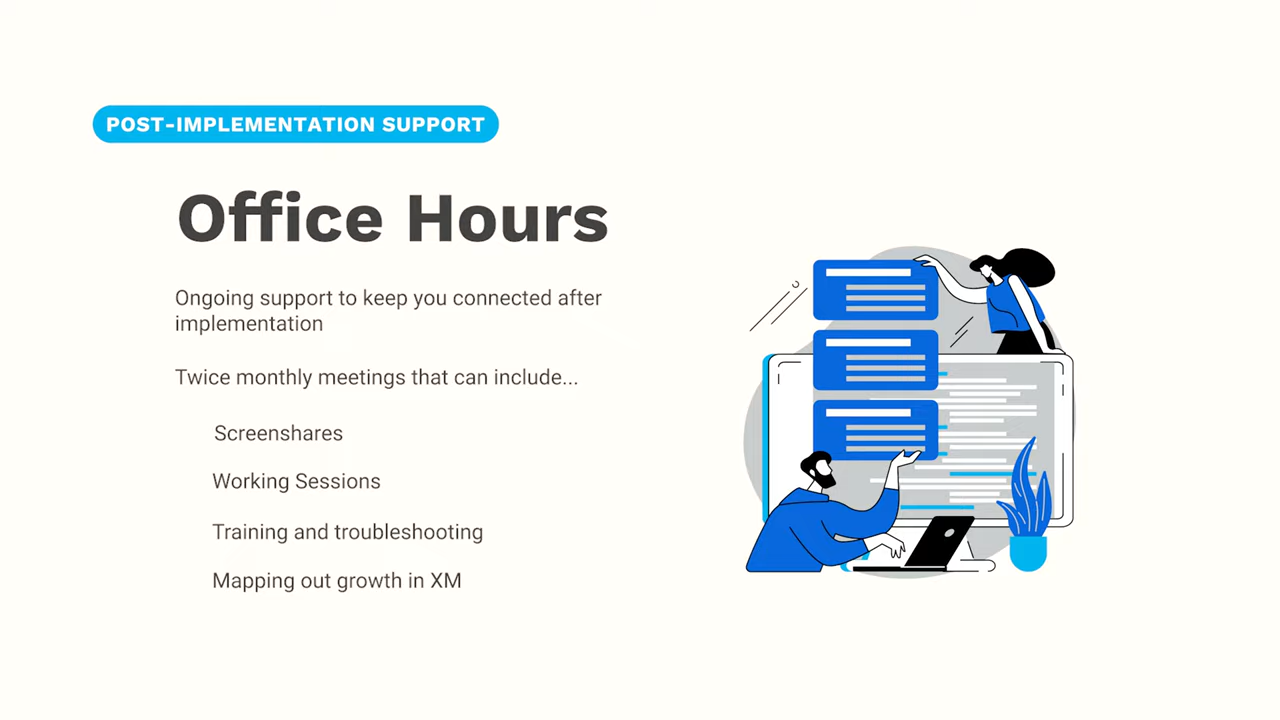 POST-IMPLEMENTATION SUPPORT
Office Hours
Ongoing support to keep you connected after
implementation
Twice monthly meetings that can include...
Screenshares
Working Sessions
Training and troubleshooting
Mapping out growth in XM